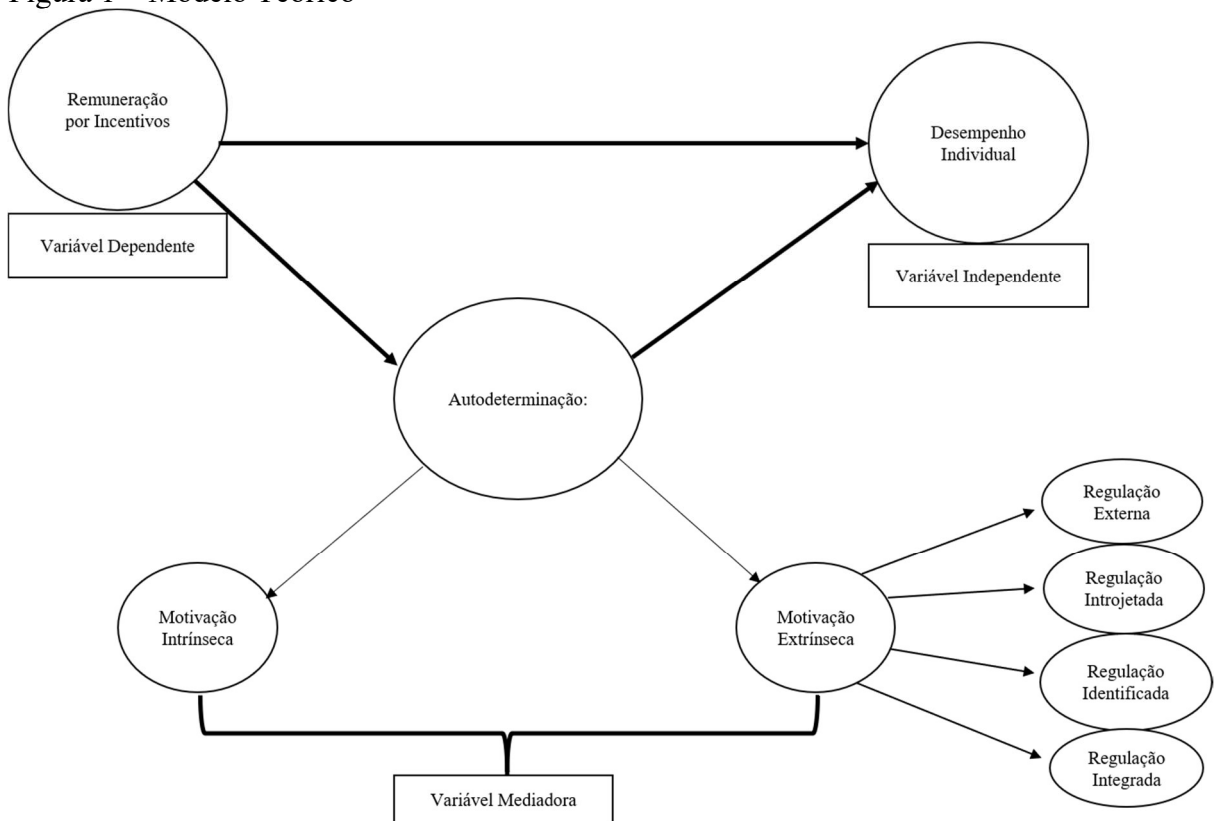 Figura 1 – Modelo Teórico
Remuneração
por Incentivos
Desempenho
Individual
Variável Dependente
Variável Independente
Autodeterminação:
Regulação
Externa
Motivação
Intrínseca
Motivação
Extrínseca
Regulação
Introjetada
Regulação
Identificada
Regulação
Integrada
Variável Mediadora